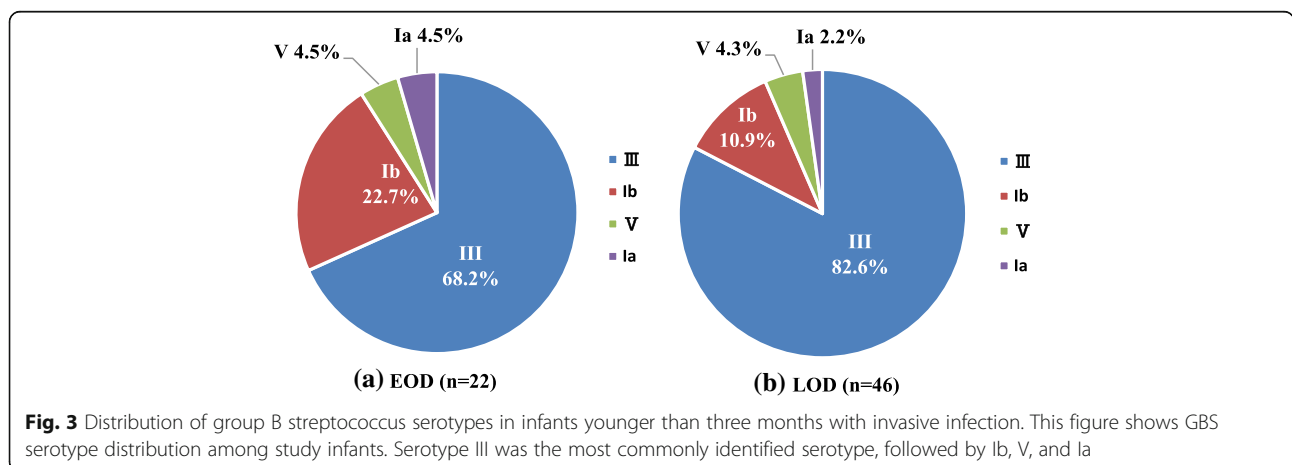 V 4.5%
Ia 4.5%
Ib
22.7%
III
68.2%
Ⅲ
Ib
Ⅴ
Ia
(a) EOD (n=22)
V 4.3%
Ia 2.2%
Ib
10.9%
III
82.6%
Ⅲ
Ib
Ⅴ
Ia
(b) LOD (n=46)
Fig. 3 Distribution of group B streptococcus serotypes in infants younger than three months with invasive infection. This figure shows GBS
serotype distribution among study infants. Serotype III was the most commonly identified serotype, followed by Ib, V, and Ia